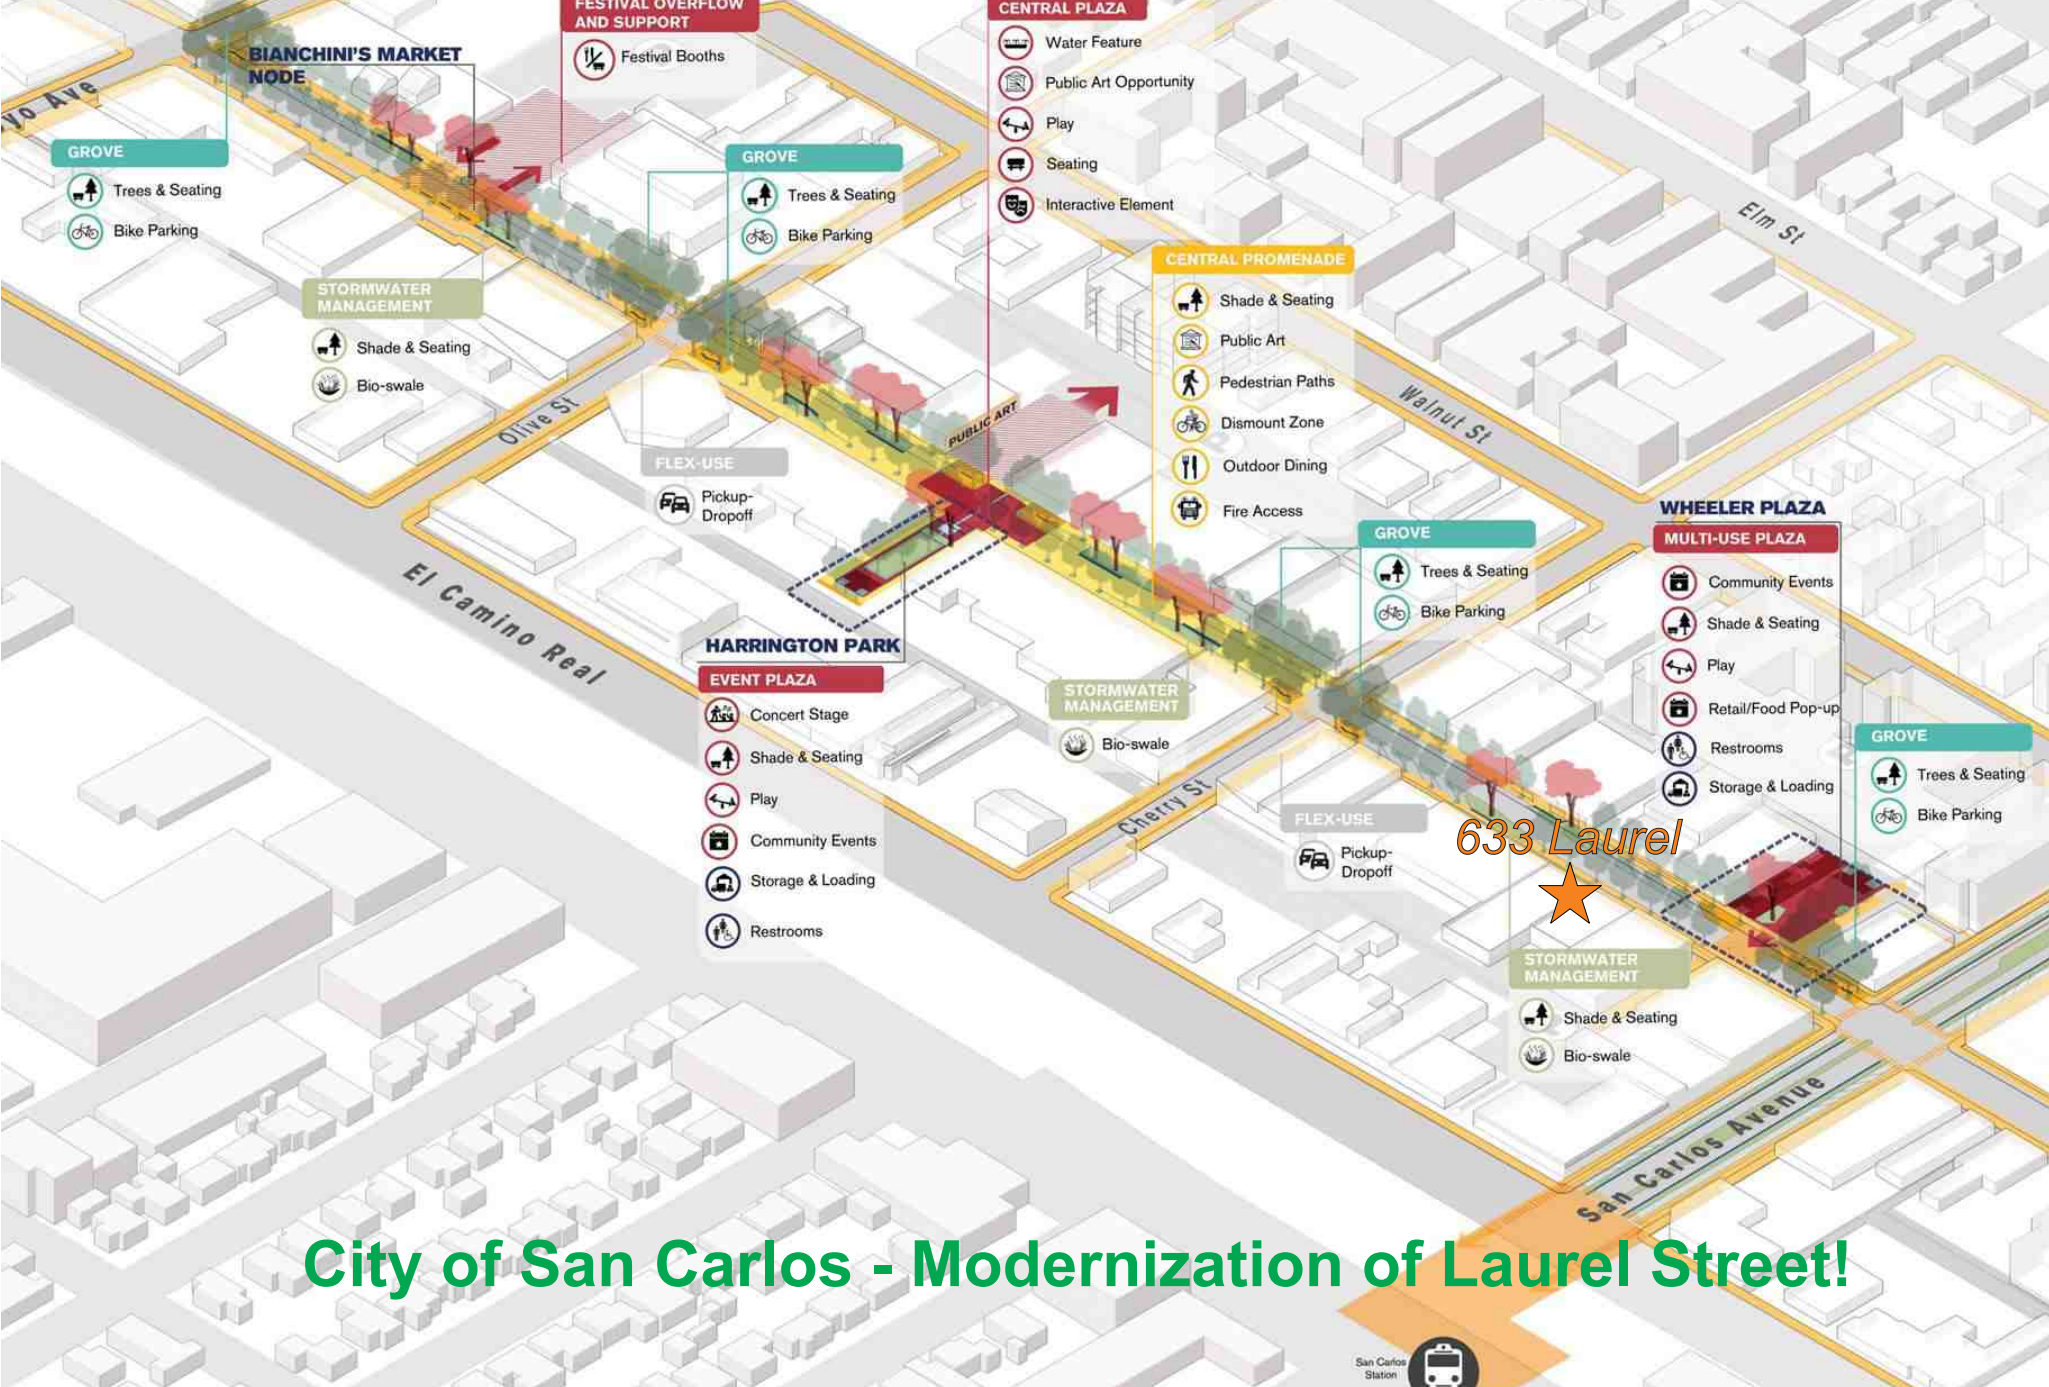 FESTIVAL OVERFLOW
AND SUPPORT
Festival Booths
CENTRAL PLAZA
Water Feature
Public Art Opportunity
Play
Seating
Interactive Element
BIANCHINI'S MARKET
NODE
yo Ave
GROVE
Trees & Seating
Bike Parking
GROVE
Trees & Seating
Bike Parking
STORMWATER
MANAGEMENT
Shade & Seating
Bio-swale
CENTRAL PROMENADE
Shade & Seating
Public Art
Pedestrian Paths
Dismount Zone
Outdoor Dining
Fire Access
Elm St
Walnut St
Olive St
PUBLIC ART
FLEX-USE
Pickup-
Dropoff
El Camino Real
HARRINGTON PARK
EVENT PLAZA
Concert Stage
Shade & Seating
Play
Community Events
Storage & Loading
Restrooms
GROVE
Trees & Seating
Bike Parking
WHEELER PLAZA
MULTI-USE PLAZA
Community Events
Shade & Seating
Play
Retail/Food Pop-up
Restrooms
Storage & Loading
GROVE
Trees & Seating
Bike Parking
STORMWATER
MANAGEMENT
Bio-swale
Cherry St
FLEX-USE
Pickup-
Dropoff
633 Laurel
STORMWATER
MANAGEMENT
Shade & Seating
Bio-swale
San Carlos Avenue
City of San Carlos - Modernization of Laurel Street!
San Carlos
Station